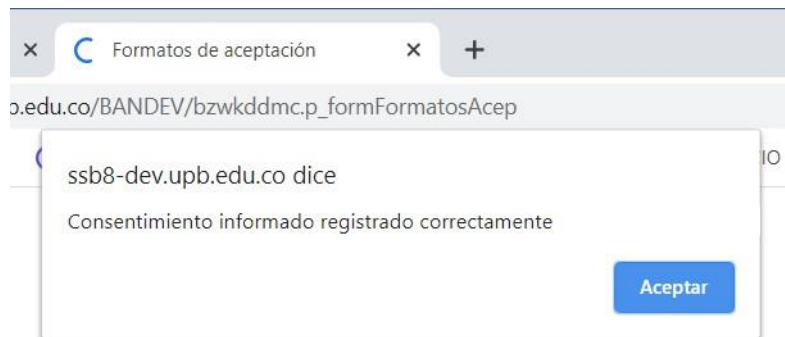 Formatos de aceptación
.edu.co/BANDEV/bzwkddmc.p_formFormatosAcep
IO
ssb8-dev.upb.edu.co dice
Consentimiento informado registrado correctamente
Aceptar